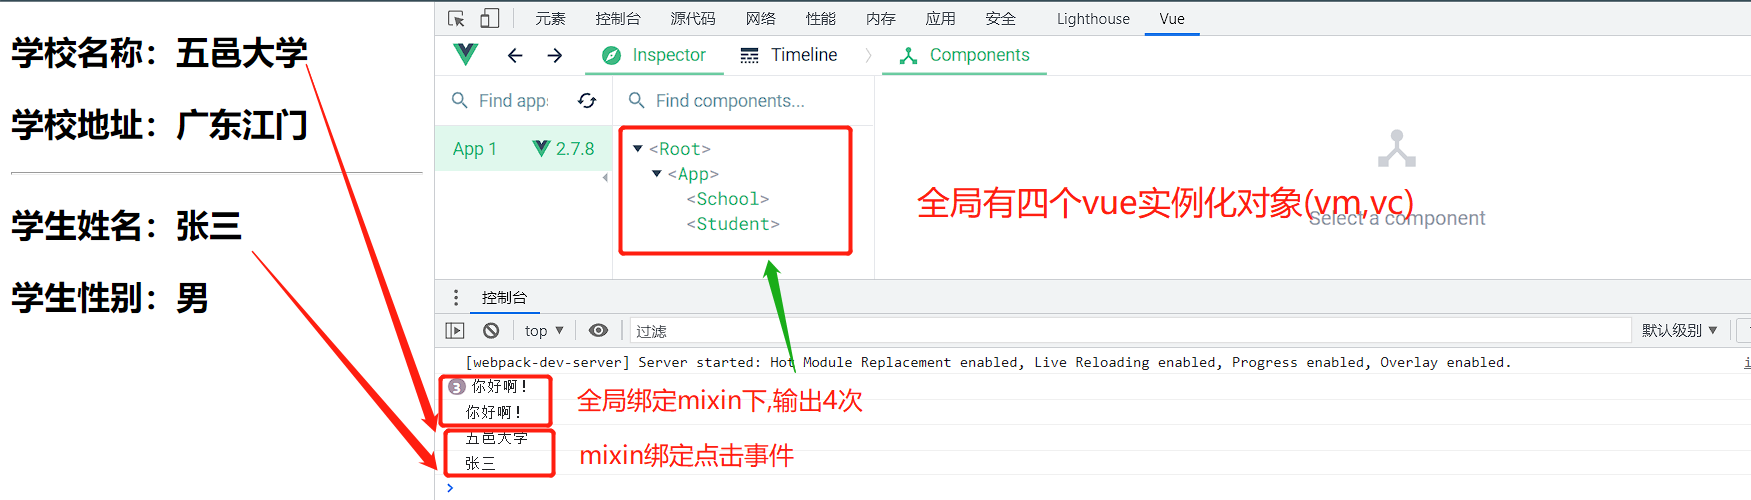 学校名称：五邑大学
学校地址：广东江门
学生姓名：张三
学生性别：男
元素 控制台 源代码 网络 性能 内存 应用 安全 Lighthouse Vue
Inspector Timeline Components
Find apps Find components...
App 1 2.7.8
<Root>
<App>
<School>
<Student>
全局有四个vue实例化对象(vm,vc)
Select a component
控制台
top 过滤 默认级别
[webpack-dev-server] Server started: Hot Module Replacement enabled, Live Reloading enabled, Progress enabled, Overlay enabled.
3 你好啊!
你好啊!
全局绑定mixin下,输出4次
五邑大学
张三
mixin绑定点击事件